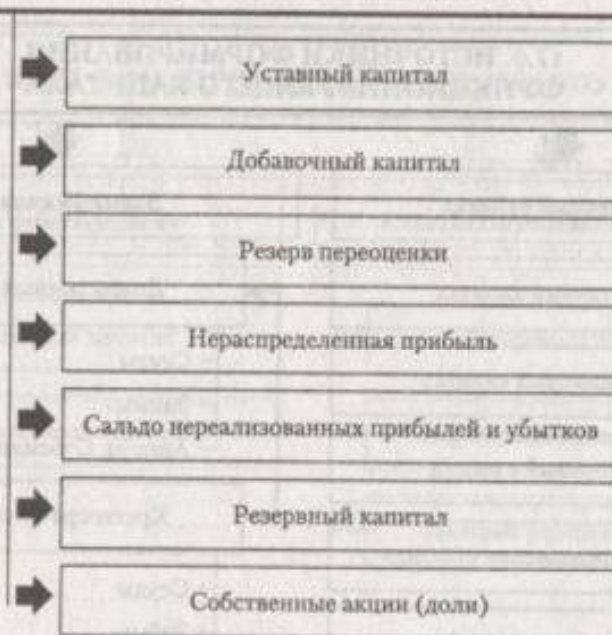 Уставный капитал
Добавочный капитал
Резерв переоценки
Нераспределенная прибыль
Сальдо нереализованных прибылей и убытков
Резервный капитал
Собственные акции (доли)